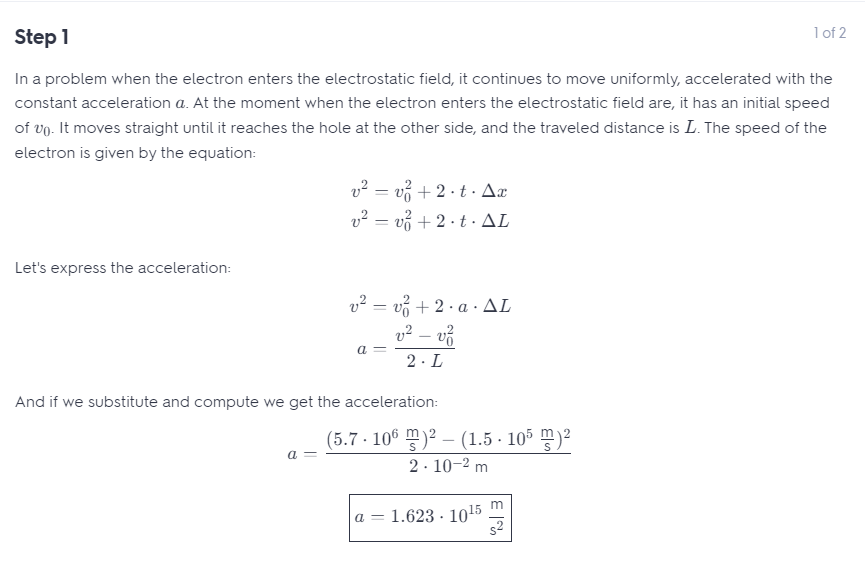 Step 1
1 of 2
In a problem when the electron enters the electrostatic field, it continues to move uniformly, accelerated with the
constant acceleration a. At the moment when the electron enters the electrostatic field are, it has an initial speed
of v₀. It moves straight until it reaches the hole at the other side, and the traveled distance is L. The speed of the
electron is given by the equation:
v² = v₀² + 2 · t · Δx
v² = v₀² + 2 · t · ΔL
Let's express the acceleration:
v² = v₀² + 2 · a · ΔL
a = (v² − v₀²) / (2 · L)
And if we substitute and compute we get the acceleration:
a = ((5.7 · 10⁶ m/s)² − (1.5 · 10⁵ m/s)²) / (2 · 10⁻² m)
a = 1.623 · 10¹⁵ m/s²